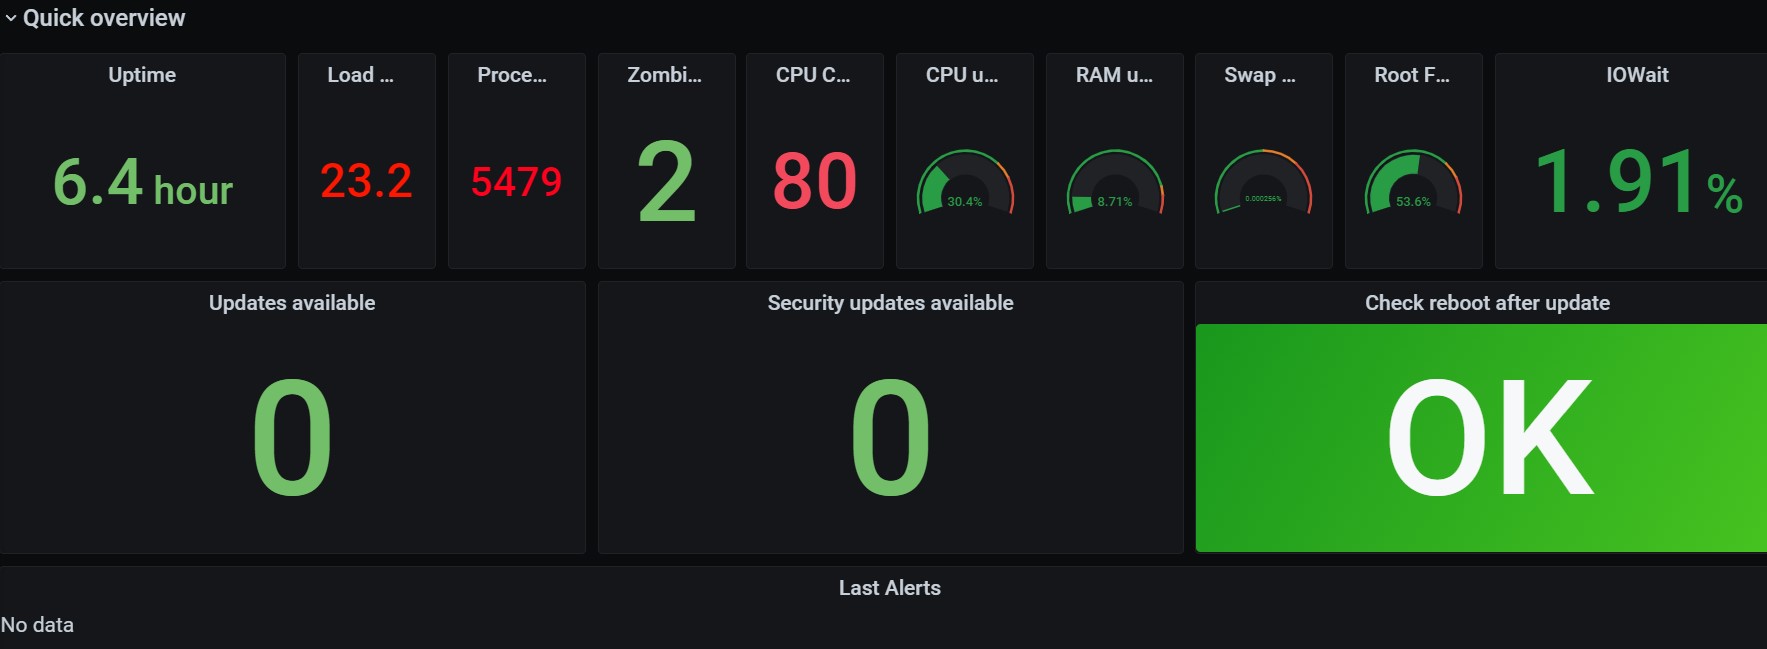 Quick overview
Uptime
Load ...
Proce...
Zombi...
CPU C...
CPU u...
RAM u...
Swap ...
Root F...
IOWait
6.4 hour
23.2
5479
2
80
30.4%
8.71%
0.000256%
53.6%
1.91%
Updates available
Security updates available
Check reboot after update
0
0
OK
Last Alerts
No data